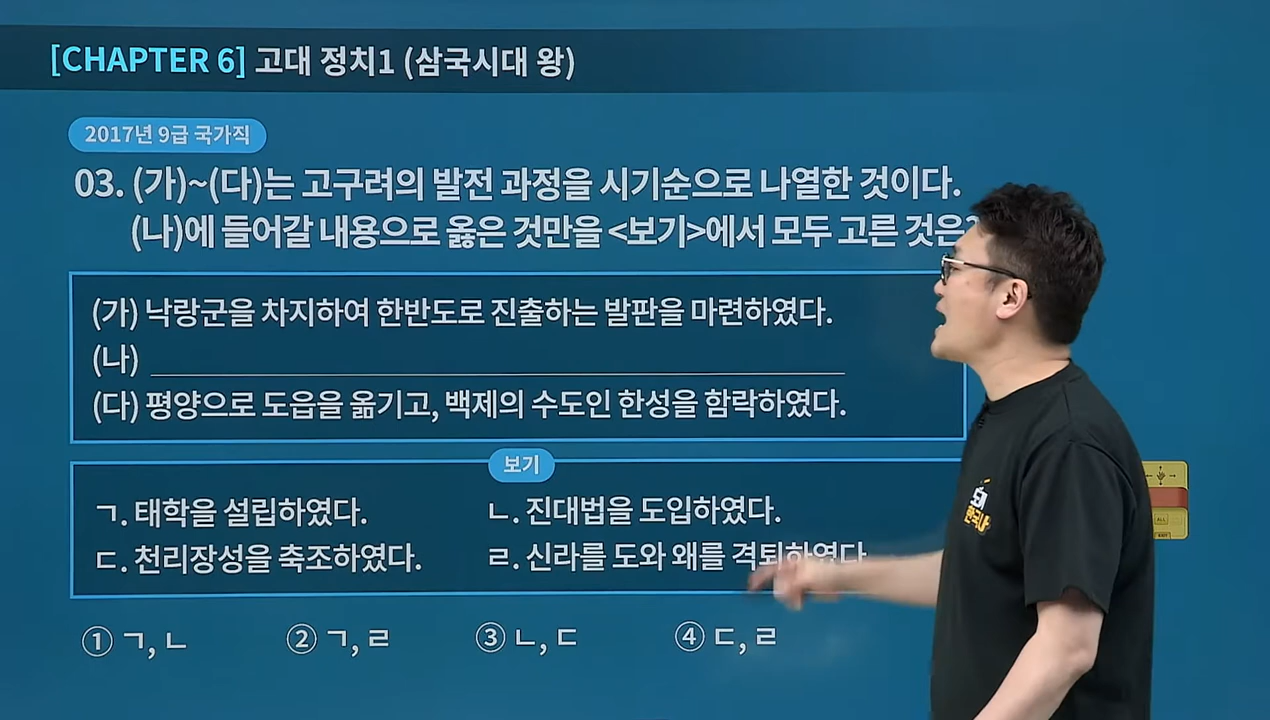 [CHAPTER 6] 고대 정치1 (삼국시대 왕)
2017년 9급 국가직
03. (가)~(다)는 고구려의 발전 과정을 시기순으로 나열한 것이다.
(나)에 들어갈 내용으로 옳은 것만을 <보기>에서 모두 고른 것은?
(가) 낙랑군을 차지하여 한반도로 진출하는 발판을 마련하였다.
(나)
(다) 평양으로 도읍을 옮기고, 백제의 수도인 한성을 함락하였다.
보기
ㄱ. 태학을 설립하였다.
ㄴ. 진대법을 도입하였다.
ㄷ. 천리장성을 축조하였다.
ㄹ. 신라를 도와 왜를 격퇴하였다
① ㄱ, ㄴ
② ㄱ, ㄹ
③ ㄴ, ㄷ
④ ㄷ, ㄹ
한국사